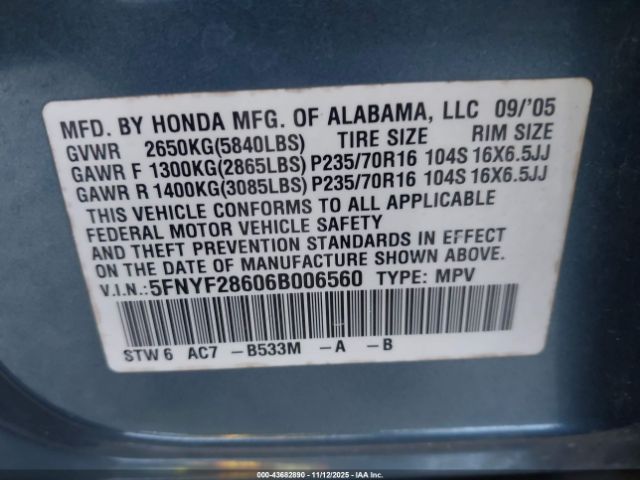 MFD. BY HONDA MFG. OF ALABAMA, LLC 09/'05
GVWR 2650KG(5840LBS) TIRE SIZE RIM SIZE
GAWR F 1300KG(2865LBS) P235/70R16 104S 16X6.5JJ
GAWR R 1400KG(3085LBS) P235/70R16 104S 16X6.5JJ
THIS VEHICLE CONFORMS TO ALL APPLICABLE
FEDERAL MOTOR VEHICLE SAFETY
AND THEFT PREVENTION STANDARDS IN EFFECT
ON THE DATE OF MANUFACTURE SHOWN ABOVE.
V.I.N.:5FNYF28606B006560 TYPE: MPV
STW 6 AC7 -B533M -A -B
000-43682890 - 11/12/2025 - IAAI.COM